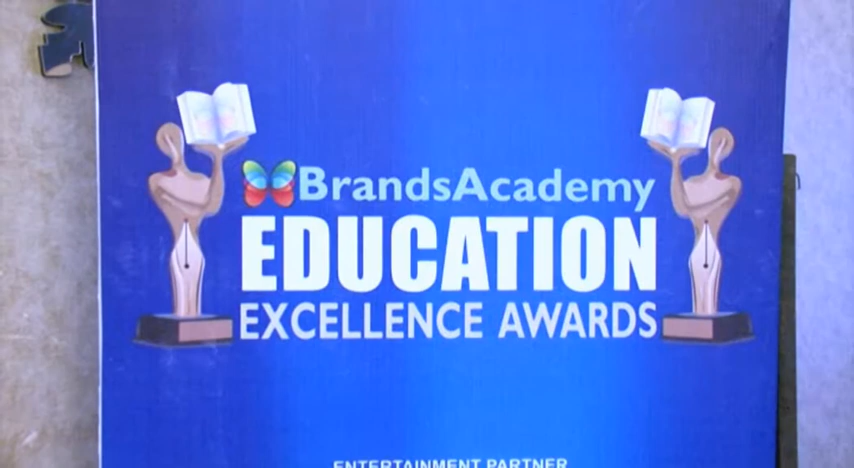 BrandsAcademy
EDUCATION
EXCELLENCE AWARDS
ENTERTAINMENT PARTNER